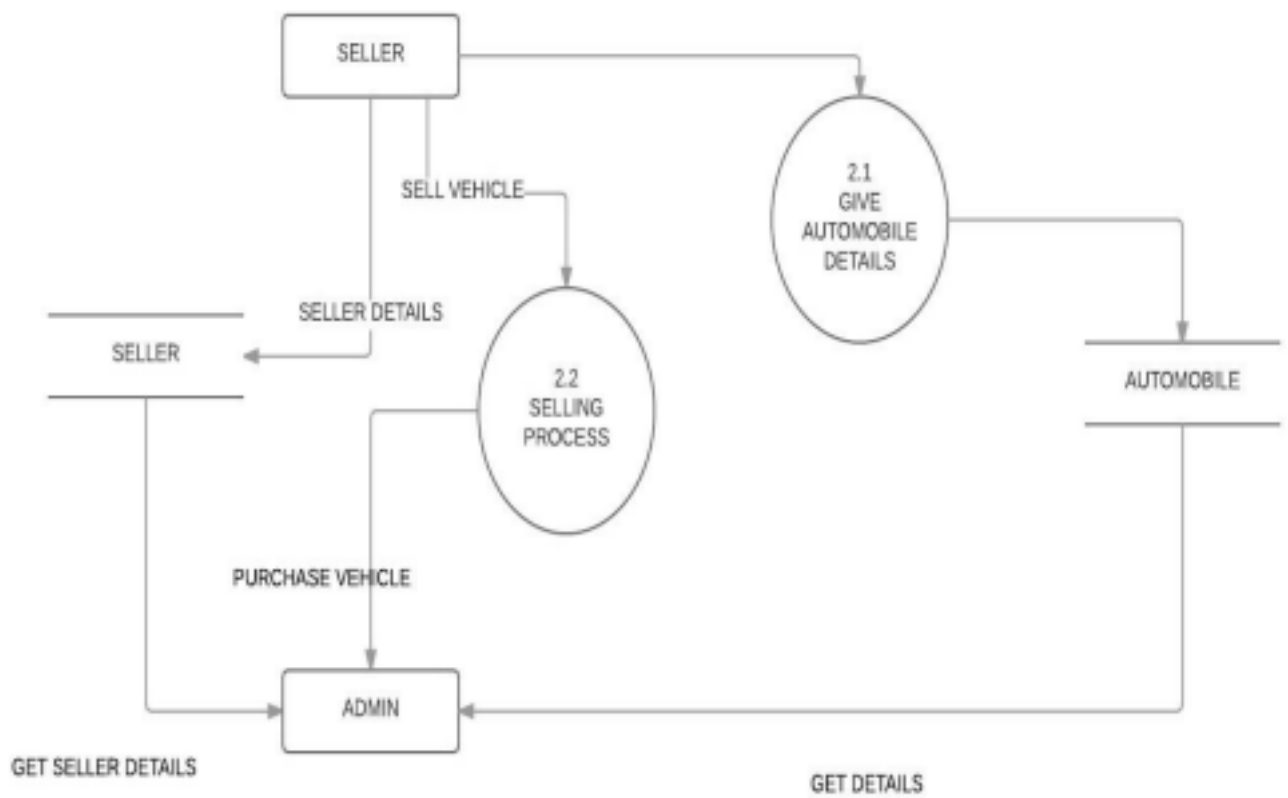 SELLER
2.1
GIVE
AUTOMOBILE
DETAILS
SELL VEHICLE
SELLER DETAILS
SELLER
2.2
SELLING
PROCESS
AUTOMOBILE
PURCHASE VEHICLE
ADMIN
GET SELLER DETAILS
GET DETAILS